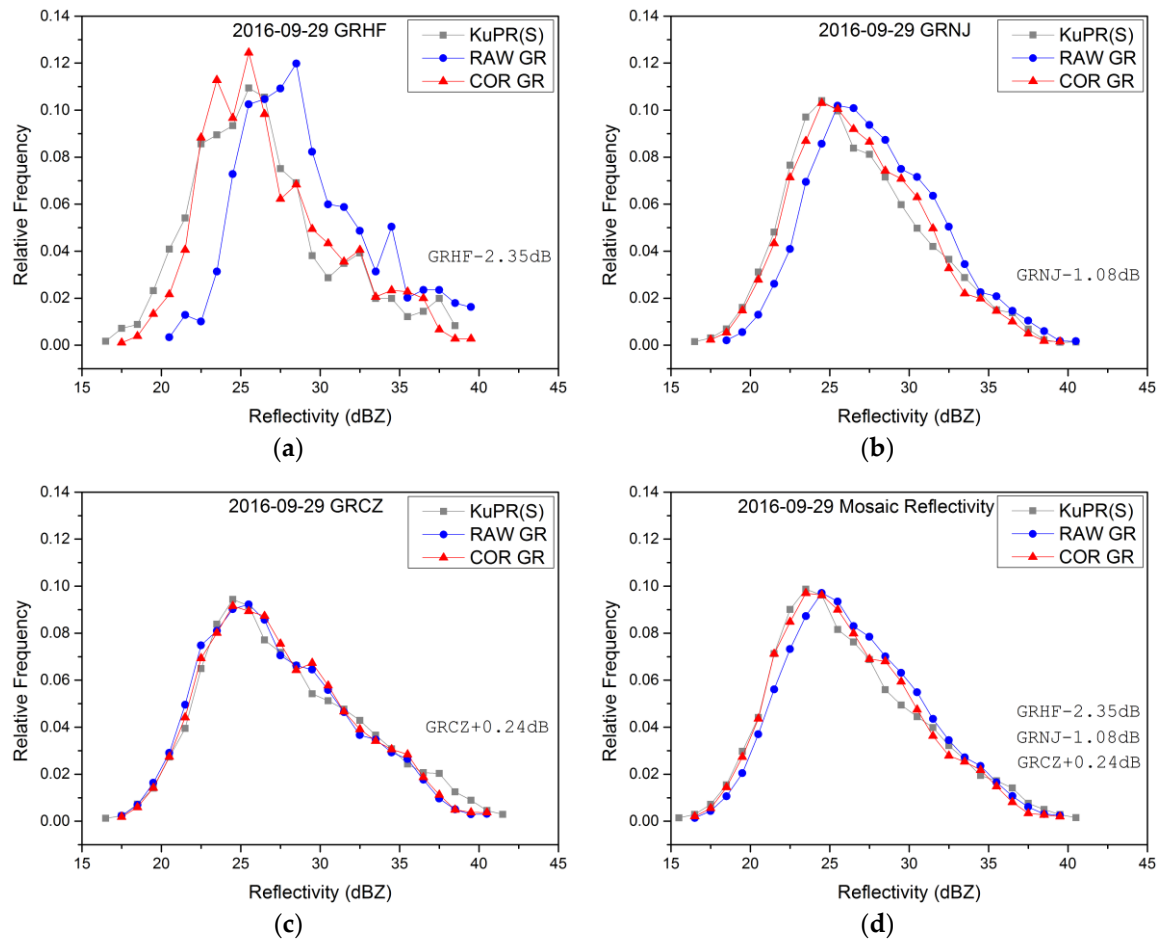 2016-09-29 GRHF
KuPR(S)
RAW GR
COR GR
GRHF-2.35dB
Relative Frequency
0.14
0.12
0.10
0.08
0.06
0.04
0.02
0.00
15 20 25 30 35 40 45
Reflectivity (dBZ)
(a)
2016-09-29 GRNJ
KuPR(S)
RAW GR
COR GR
GRNJ-1.08dB
Relative Frequency
0.14
0.12
0.10
0.08
0.06
0.04
0.02
0.00
15 20 25 30 35 40 45
Reflectivity (dBZ)
(b)
2016-09-29 GRCZ
KuPR(S)
RAW GR
COR GR
GRCZ+0.24dB
Relative Frequency
0.14
0.12
0.10
0.08
0.06
0.04
0.02
0.00
15 20 25 30 35 40 45
Reflectivity (dBZ)
(c)
2016-09-29 Mosaic Reflectivity
KuPR(S)
RAW GR
COR GR
GRHF-2.35dB
GRNJ-1.08dB
GRCZ+0.24dB
Relative Frequency
0.14
0.12
0.10
0.08
0.06
0.04
0.02
0.00
15 20 25 30 35 40 45
Reflectivity (dBZ)
(d)